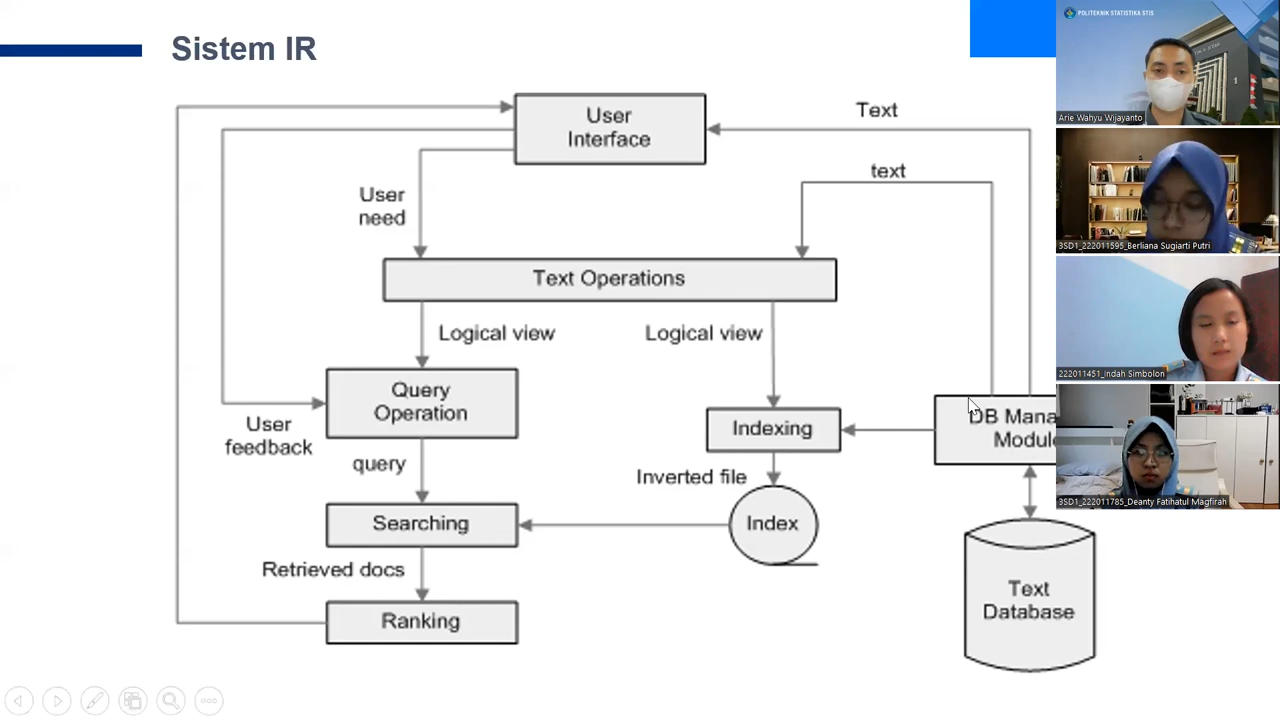 Sistem IR
POLITEKNIK STATISTIKA STIS
Arie Wahyu Wijayanto
3SD1_222011595_Berliana Sugiarti Putri
222011451_Indah Simbolon
3SD1_222011785_Deanty Fatihatul Magfirah
User
Interface
Text
text
User
need
Text Operations
Logical view
Logical view
Query
Operation
User
feedback
Indexing
DB Mana
Module
query
Inverted file
Searching
Index
Retrieved docs
Ranking
Text
Database